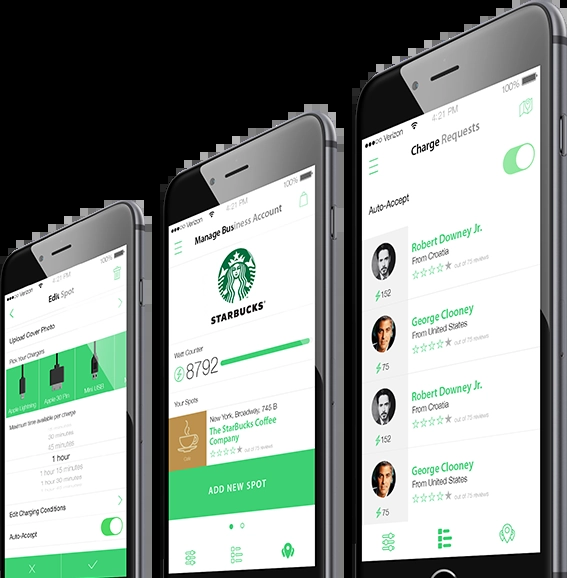 Verizon
4:21 PM
Edit Spot
Upload Cover Photo
Pick Your Chargers
Apple Lightning
Apple 30 Pin
Mini USB
Maximum time available per charge
30 minutes
45 minutes
1 hour
1 hour 15 minutes
1 hour 30 minutes
Edit Charging Conditions
Auto-Accept
Verizon
4:21 PM
100%
Manage Business Account
STARBUCKS
Watt Counter
8792
Your Spots
New York, Broadway, 745 B
The StarBucks Coffee
Company
out of 75 reviews
ADD NEW SPOT
Verizon
4:21 PM
100%
Charge Requests
Auto-Accept
Robert Downey Jr.
From Croatia
out of 73 reviews
152
George Clooney
From United States
out of 75 reviews
75
Robert Downey Jr.
From Croatia
out of 75 reviews
152
George Clooney
From United States
out of 75 reviews
75